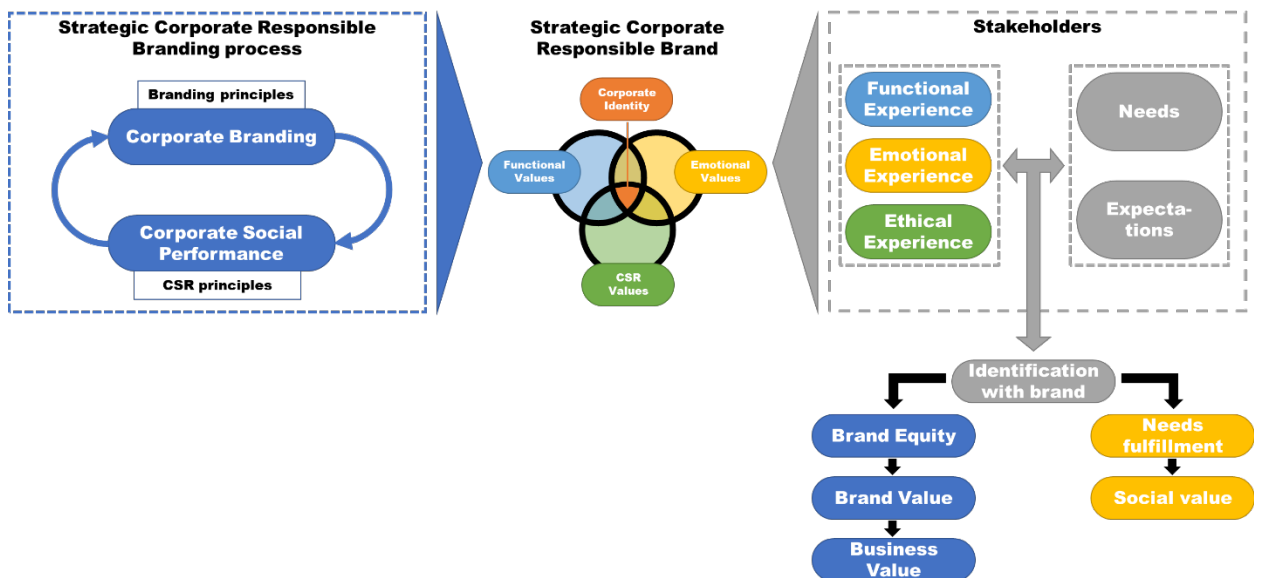 Strategic Corporate Responsible
Branding process
Branding principles
Corporate Branding
Corporate Social
Performance
CSR principles
Strategic Corporate
Responsible Brand
Corporate
Identity
Functional
Values
Emotional
Values
CSR
Values
Stakeholders
Functional
Experience
Emotional
Experience
Ethical
Experience
Needs
Expecta-
tions
Identification
with brand
Brand Equity
Brand Value
Business
Value
Needs
fulfillment
Social value